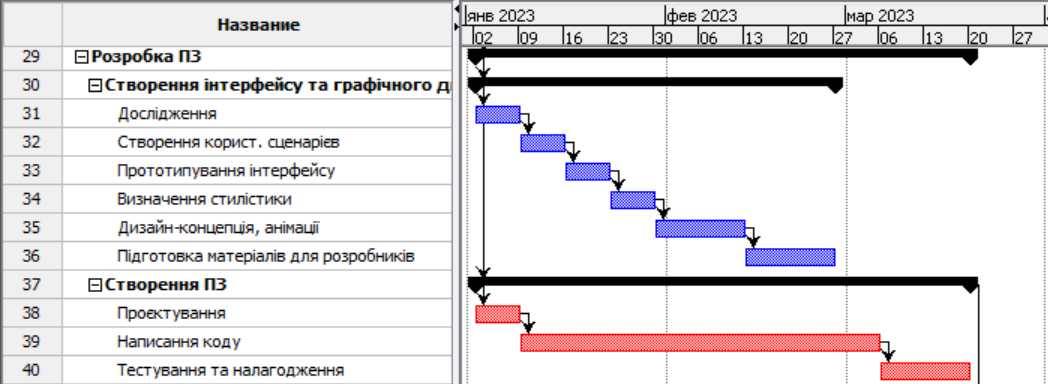 Название
янв 2023 фев 2023 мар 2023
02 09 16 23 30 06 13 20 27 06 13 20 27
29 Розробка ПЗ
30 Створення інтерфейсу та графічного д
31 Дослідження
32 Створення корист. сценарієв
33 Прототипування інтерфейсу
34 Визначення стилістики
35 Дизайн-концепція, анімації
36 Підготовка матеріалів для розробників
37 Створення ПЗ
38 Проектування
39 Написання коду
40 Тестування та налагодження